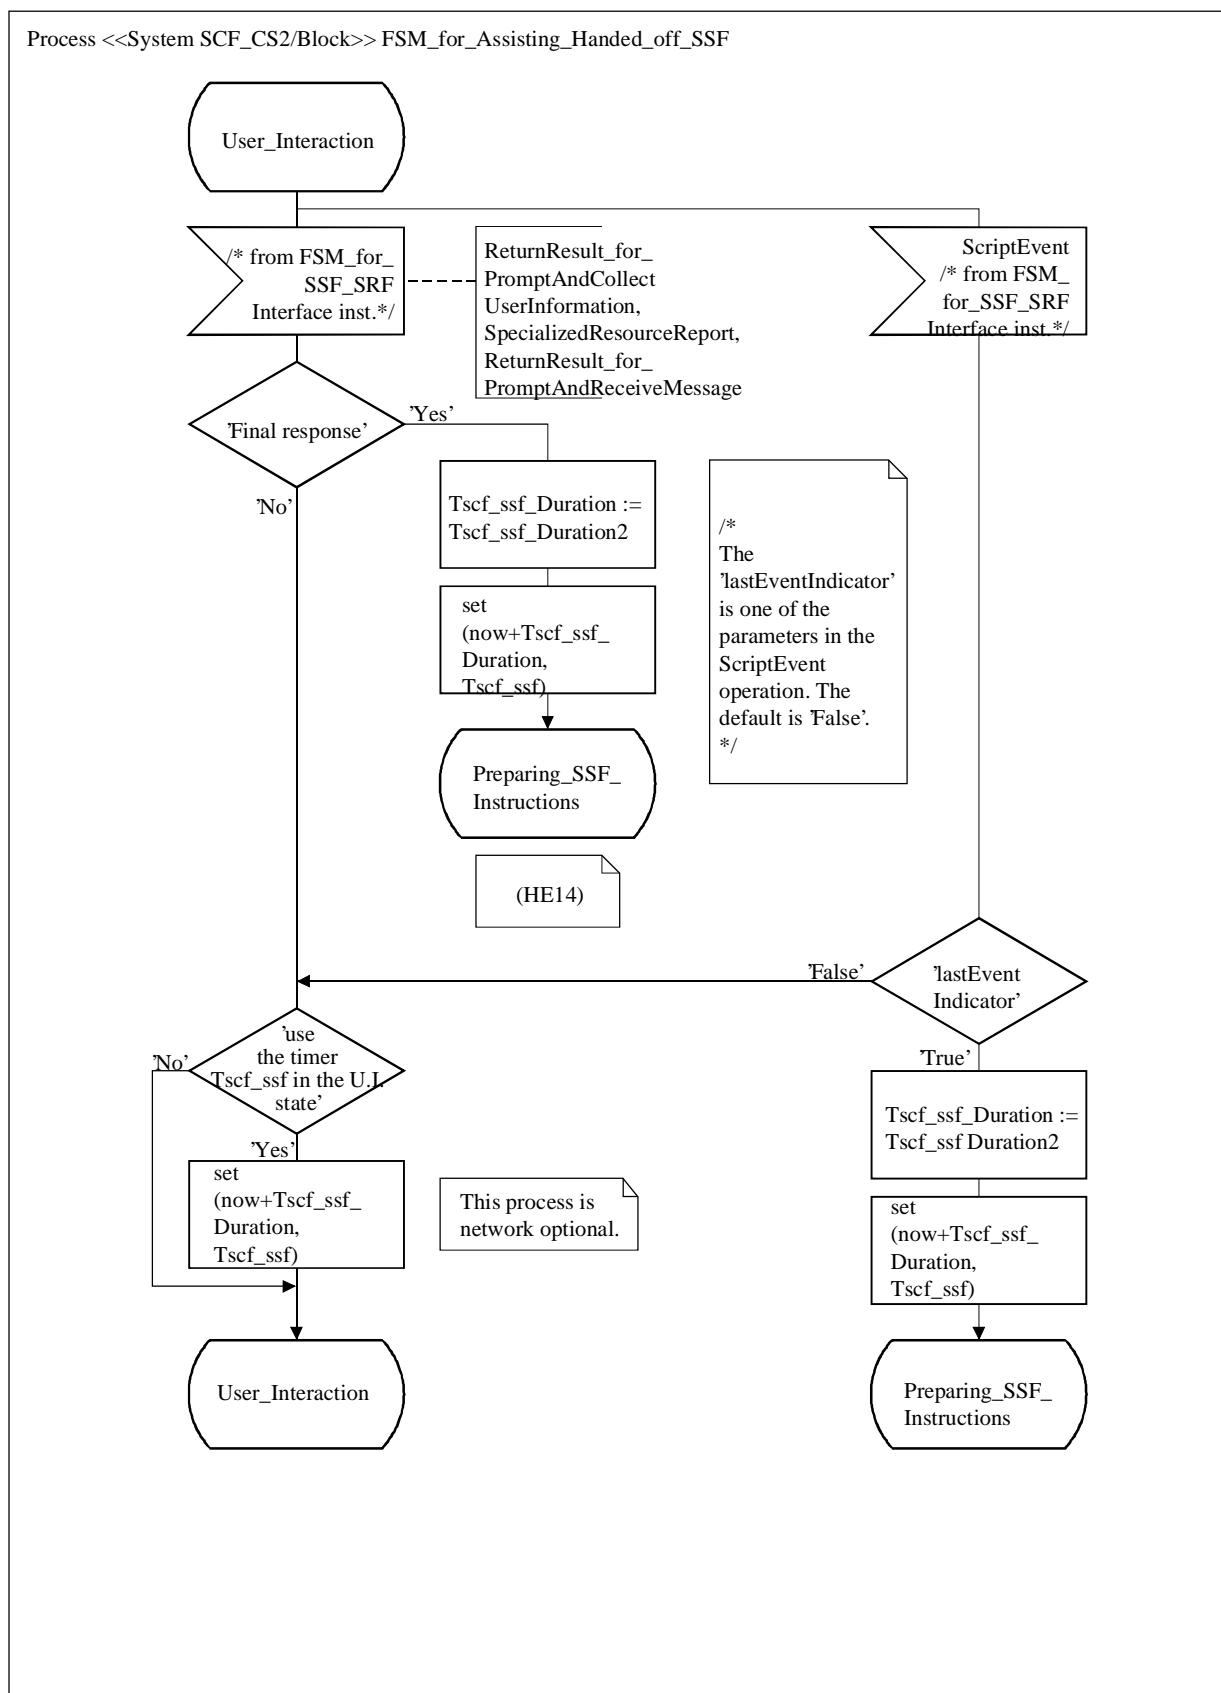 Process <<System SCF_CS2/Block>> FSM_for_Assisting_Handed_off_SSF
User_Interaction
/* from FSM_for_
SSF_SRF
Interface inst.*/
ReturnResult_for_
PromptAndCollect
UserInformation,
SpecializedResourceReport,
ReturnResult_for_
PromptAndReceiveMessage
ScriptEvent
/* from FSM_
for_SSF_SRF
Interface inst.*/
'Final response'
'Yes'
'No'
Tscf_ssf_Duration :=
Tscf_ssf_Duration2
set
(now+Tscf_ssf_
Duration,
Tscf_ssf)
Preparing_SSF_
Instructions
(HE14)
/*
The
'lastEventIndicator'
is one of the
parameters in the
ScriptEvent
operation. The
default is 'False'.
*/
'lastEvent
Indicator'
'False'
'True'
'use
the timer
Tscf_ssf in the U.I.
state'
'No'
'Yes'
set
(now+Tscf_ssf_
Duration,
Tscf_ssf)
This process is
network optional.
User_Interaction
Tscf_ssf_Duration :=
Tscf_ssf Duration2
set
(now+Tscf_ssf_
Duration,
Tscf_ssf)
Preparing_SSF_
Instructions